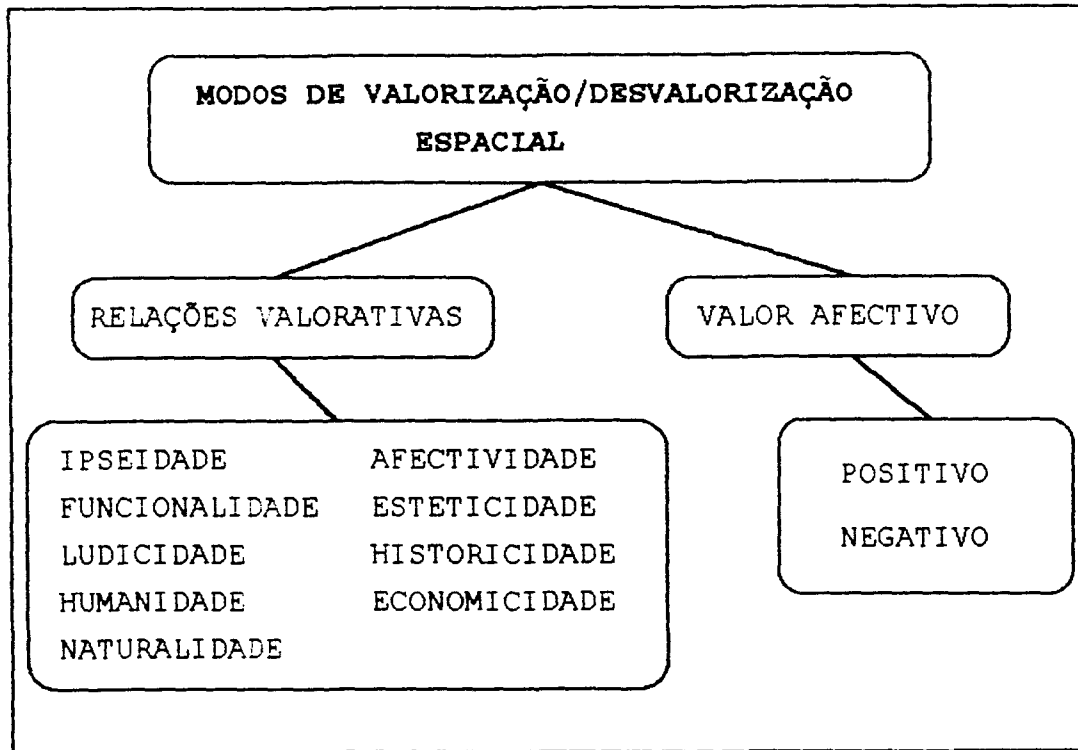 MODOS DE VALORIZAÇÃO/DESVALORIZAÇÃO
ESPACIAL
RELAÇÕES VALORATIVAS
VALOR AFECTIVO
IPSEIDADE
FUNCIONALIDADE
LUDICIDADE
HUMANIDADE
NATURALIDADE
AFECTIVIDADE
ESTETICIDADE
HISTORICIDADE
ECONOMICIDADE
POSITIVO
NEGATIVO